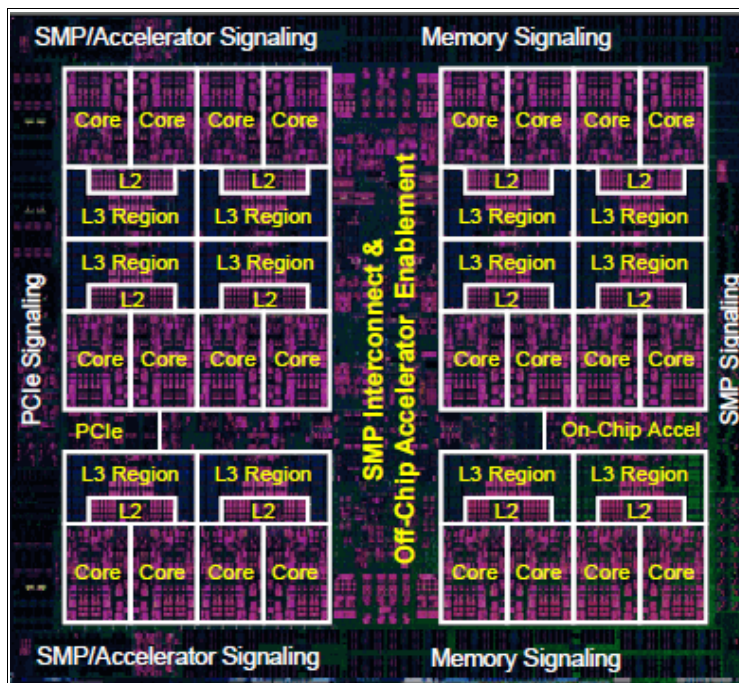 SMP/Accelerator Signaling Memory Signaling
Core Core Core Core Core Core Core Core
L2 L2 L2 L2
L3 Region L3 Region L3 Region L3 Region
L3 Region L3 Region L3 Region L3 Region
L2 L2 L2 L2
Core Core Core Core Core Core Core Core
PCIe Signaling
SMP Interconnect &
Off-Chip Accelerator Enablement
SMP Signaling
PCIe On-Chip Accel
L3 Region L3 Region L3 Region L3 Region
L2 L2 L2 L2
Core Core Core Core Core Core Core Core
SMP/Accelerator Signaling Memory Signaling